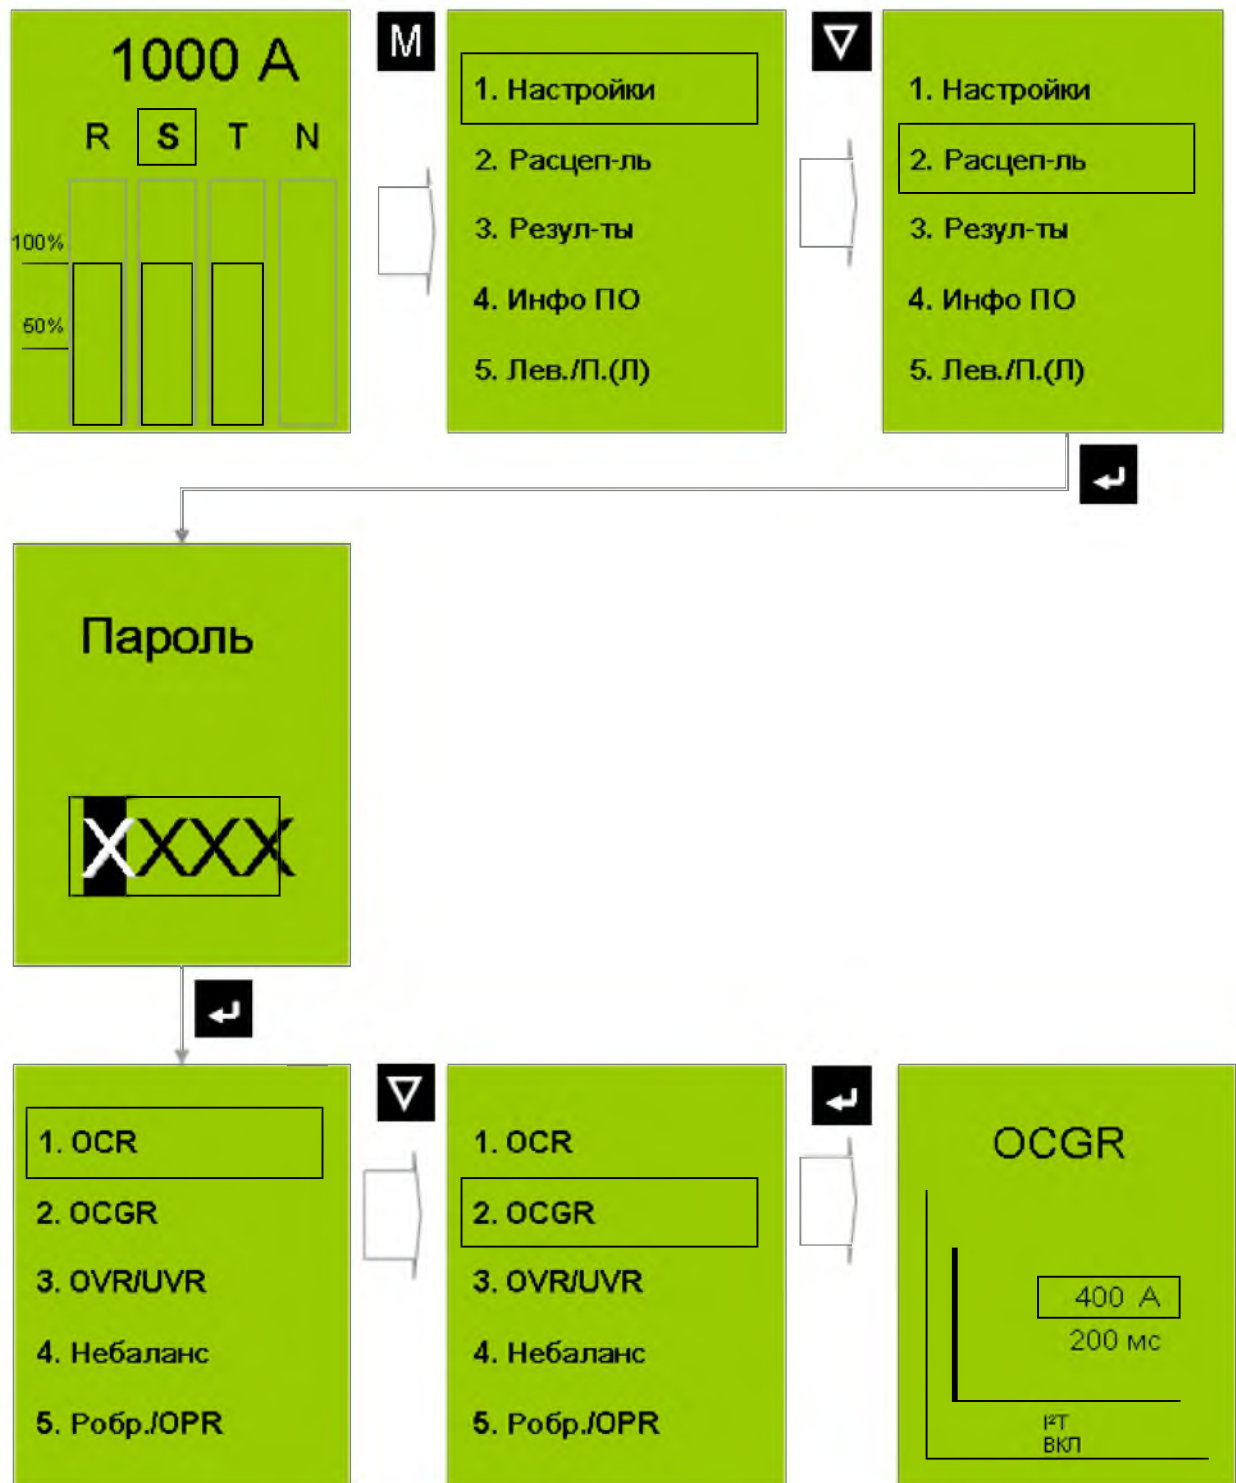 1000 A
R S T N
100%
50%
M
1. Настройки
2. Расцеп-ль
3. Резул-ты
4. Инфо ПО
5. Лев./П.(Л)
1. Настройки
2. Расцеп-ль
3. Резул-ты
4. Инфо ПО
5. Лев./П.(Л)
Пароль
XXXX
1. OCR
2. OCGR
3. OVR/UVR
4. Небаланс
5. Робр./OPR
1. OCR
2. OCGR
3. OVR/UVR
4. Небаланс
5. Робр./OPR
OCGR
400 A
200 мс
I²T
ВКЛ